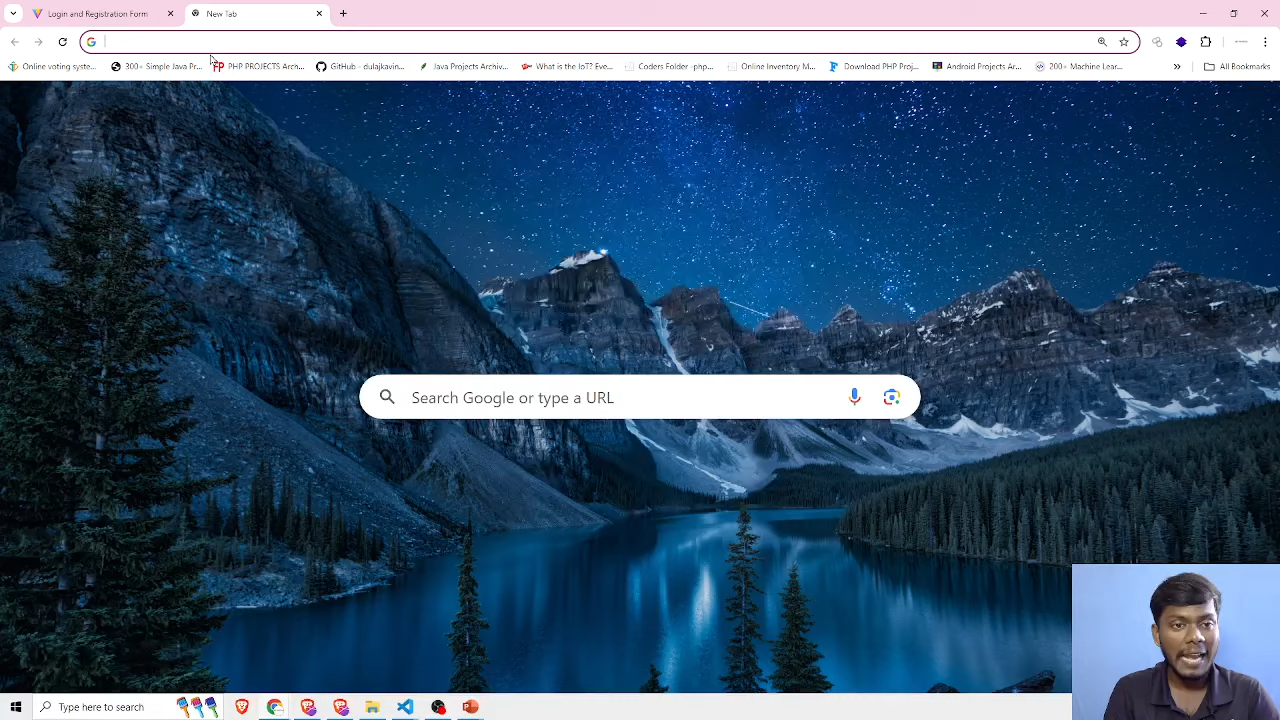 Login and Registration Form
New Tab
Online voting syste...
300+ Simple Java Pr...
PHP PROJECTS Arch...
GitHub - dulajkavin...
Java Projects Archiv...
What is the IoT? Eve...
Coders Folder -php...
Online Inventory M...
Download PHP Proj...
Android Projects Ar...
200+ Machine Lear...
All Bookmarks
Search Google or type a URL
Type here to search